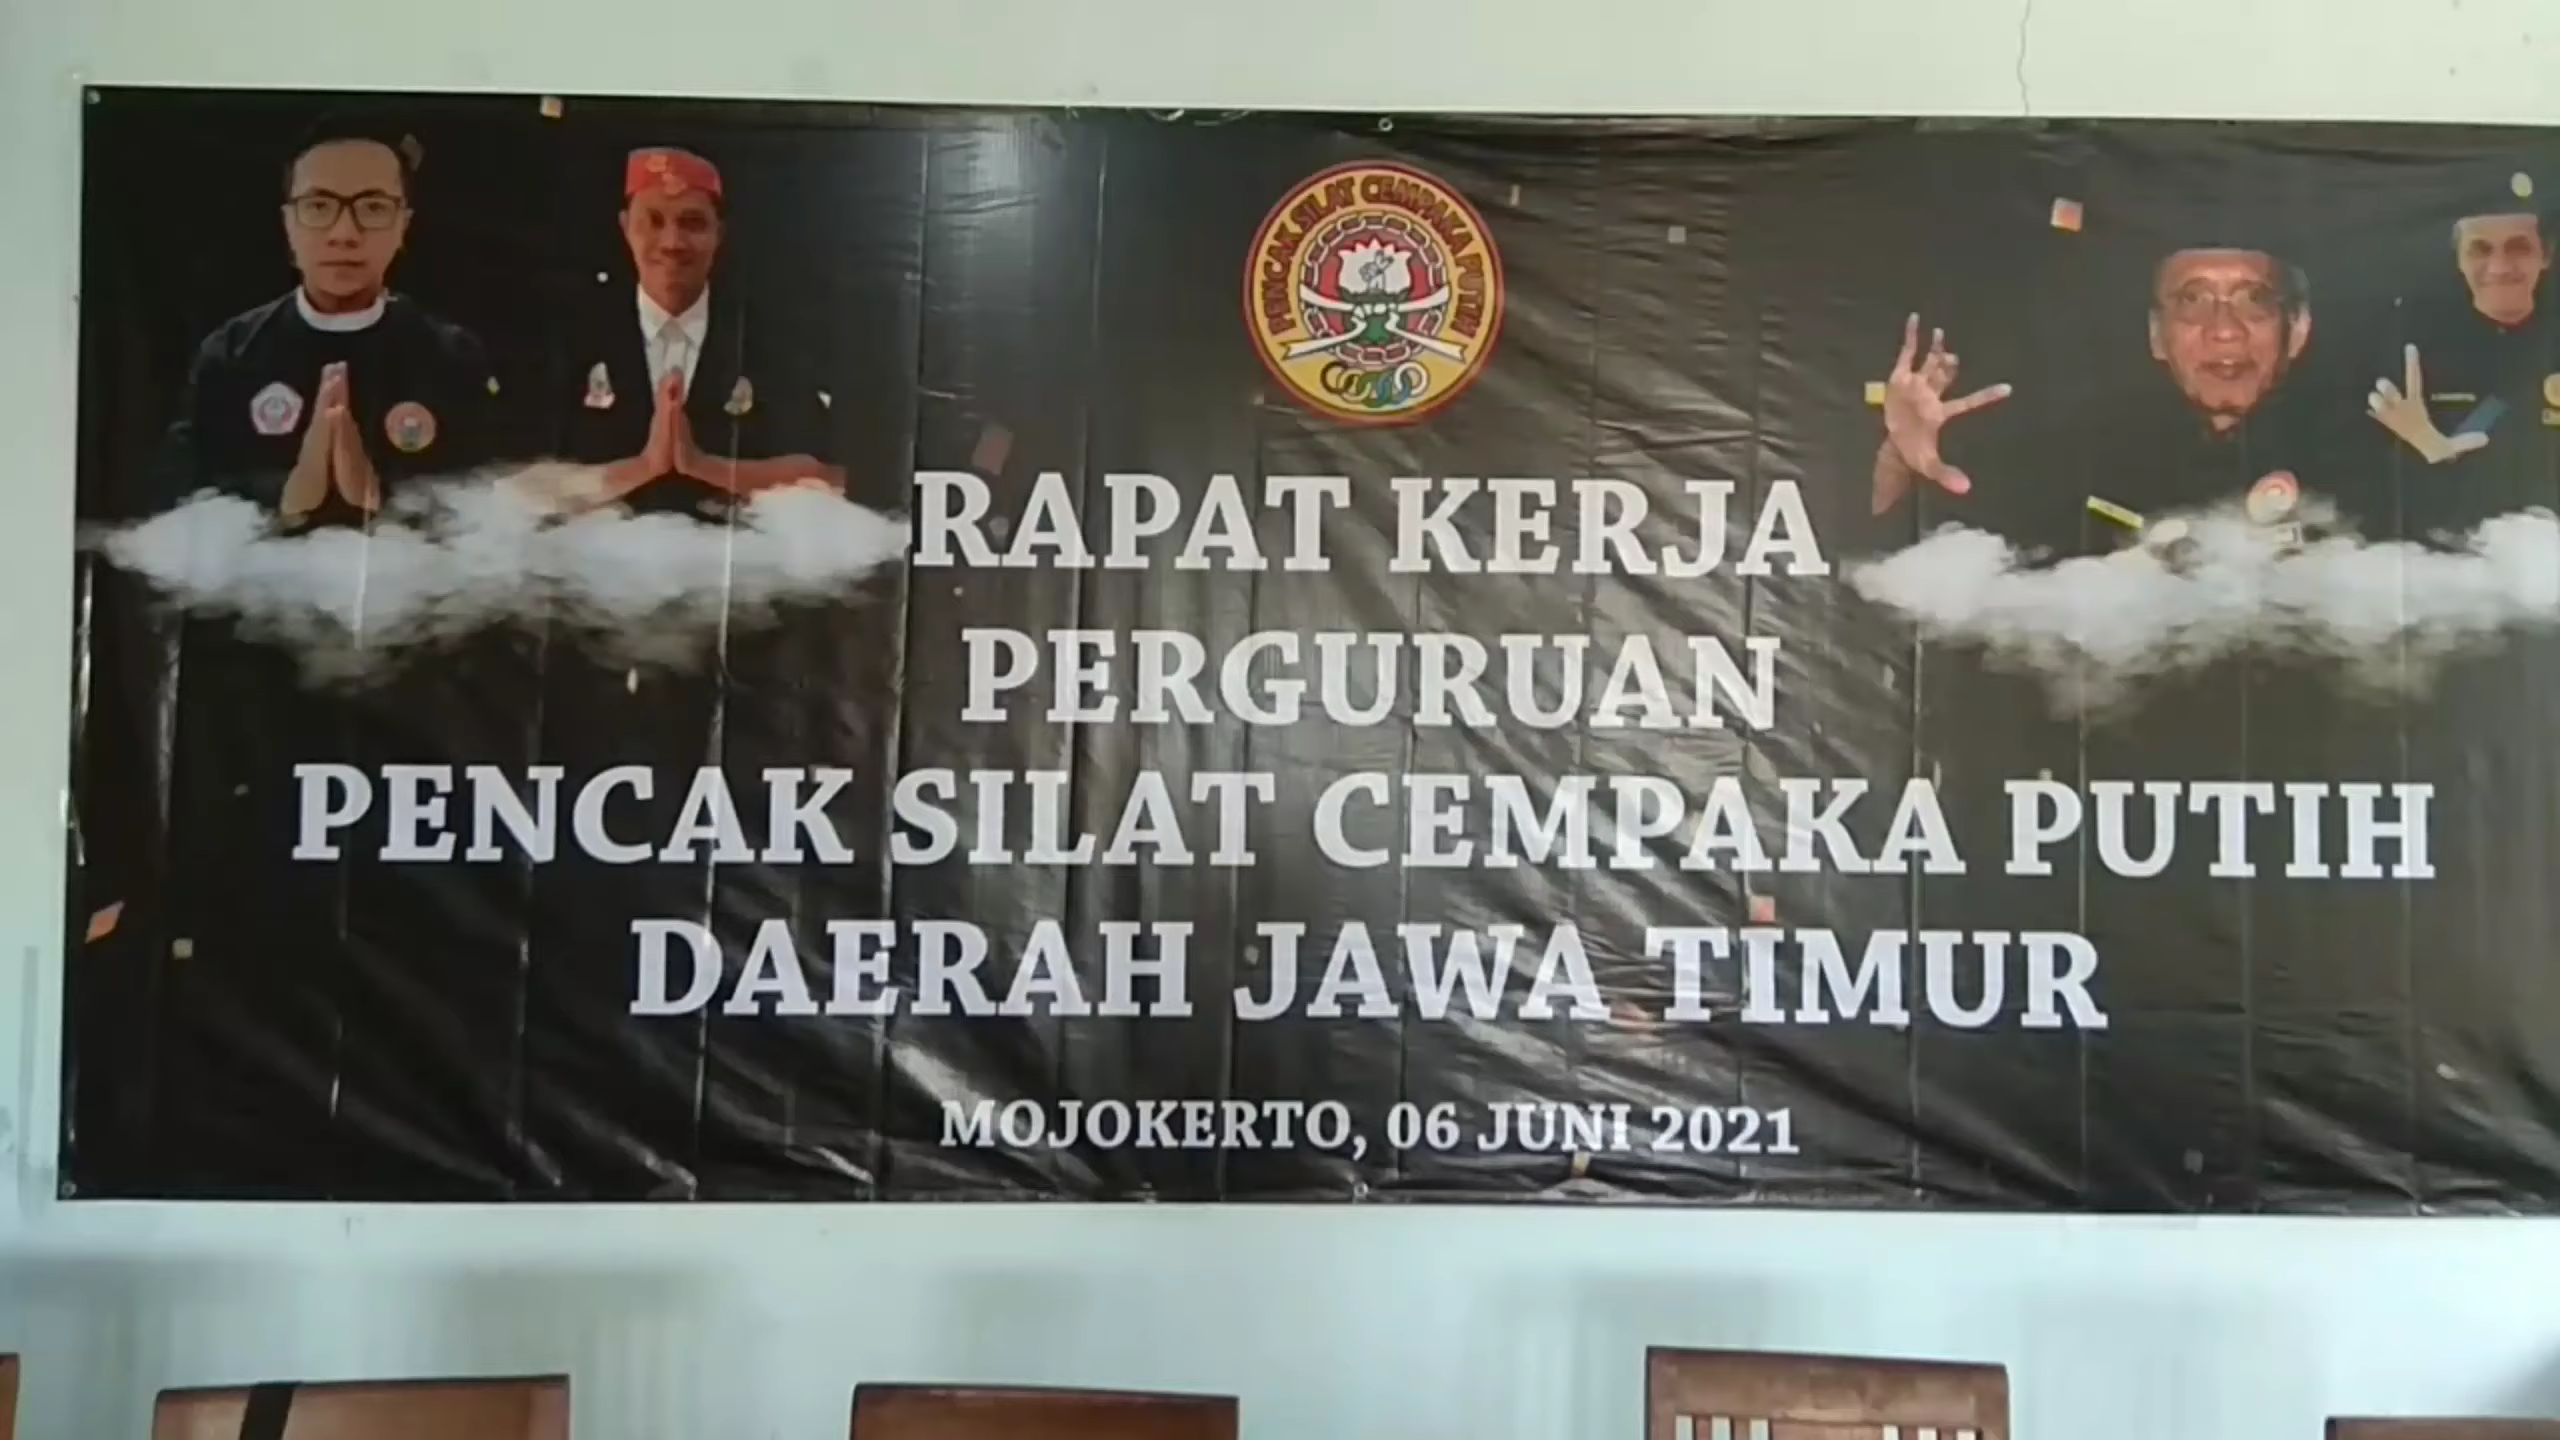 PENCAK SILAT CEMPAKA PUTIH
RAPAT KERJA
PERGURUAN
PENCAK SILAT CEMPAKA PUTIH
DAERAH JAWA TIMUR
MOJOKERTO, 06 JUNI 2021